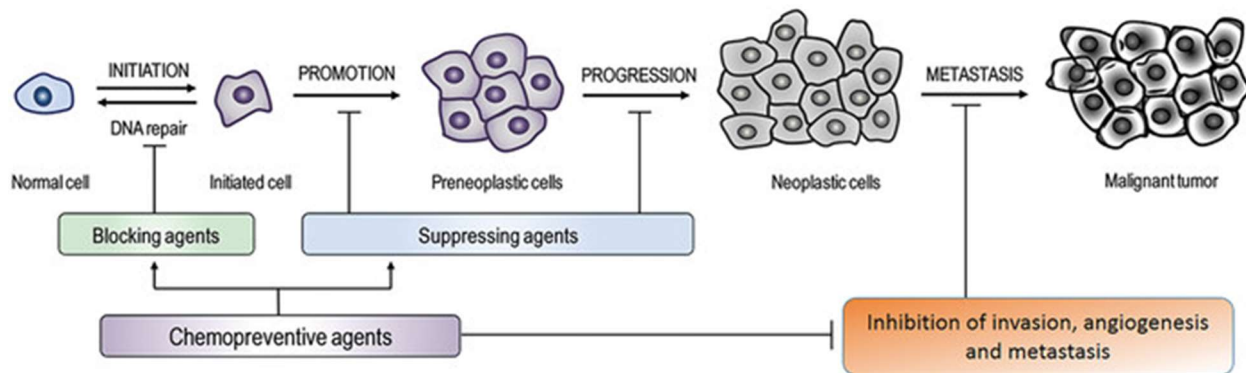 INITIATION
PROMOTION
PROGRESSION
METASTASIS
DNA repair
Normal cell
Initiated cell
Preneoplastic cells
Neoplastic cells
Malignant tumor
Blocking agents
Suppressing agents
Chemopreventive agents
Inhibition of invasion, angiogenesis
and metastasis